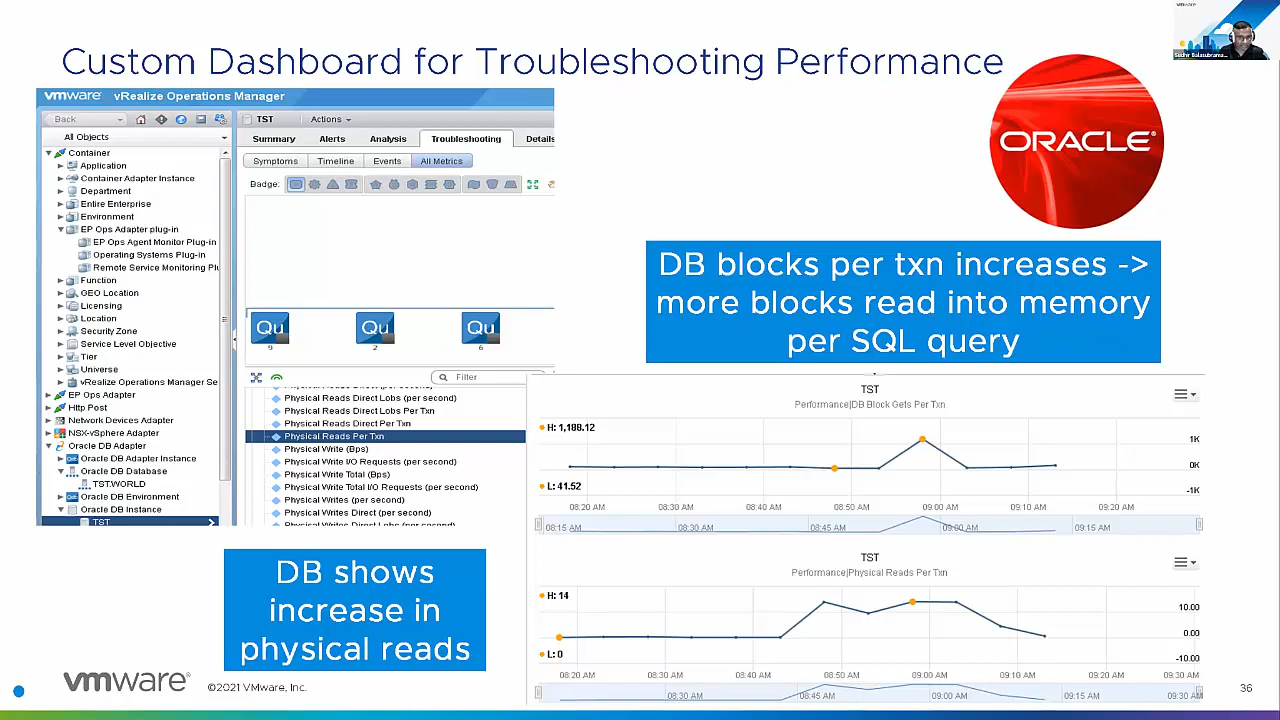 vmware
Sudhir Balasubrama...
Custom Dashboard for Troubleshooting Performance
vmware vRealize Operations Manager
Back
TST
Actions
All Objects
Summary
Alerts
Analysis
Troubleshooting
Details
Container
Application
Container Adapter Instance
Department
Entire Enterprise
Environment
EP Ops Adapter plug-in
EP Ops Agent Monitor Plug-in
Operating Systems Plug-in
Remote Service Monitoring Plu
Function
GEO Location
Licensing
Location
Security Zone
Service Level Objective
Tier
Universe
vRealize Operations Manager Se
EP Ops Adapter
Http Post
Network Devices Adapter
NSX-vSphere Adapter
Oracle DB Adapter
Oracle DB Adapter Instance
Oracle DB Database
TST.WORLD
Oracle DB Environment
Oracle DB Instance
TST
Symptoms
Timeline
Events
All Metrics
Badge:
Qu
9
Qu
2
Qu
6
Filter
Physical Reads Direct Lobs (per second)
Physical Reads Direct Lobs Per Txn
Physical Reads Direct Per Txn
Physical Reads Per Txn
Physical Write (Bps)
Physical Write I/O Requests (per second)
Physical Write Total (Bps)
Physical Write Total I/O Requests (per second)
Physical Writes (per second)
Physical Writes Direct (per second)
Physical Writes Direct Lobs (per second)
ORACLE®
DB blocks per txn increases ->
more blocks read into memory
per SQL query
TST
Performance|DB Block Gets Per Txn
H: 1,188.12
1K
0K
L: 41.52
-1K
08:20 AM 08:30 AM 08:40 AM 08:50 AM 09:00 AM 09:10 AM 09:20 AM
08:15 AM 08:30 AM 08:45 AM 09:00 AM 09:15 AM
TST
Performance|Physical Reads Per Txn
H: 14
10.00
0.00
L: 0
-10.00
08:20 AM 08:30 AM 08:40 AM 08:50 AM 09:00 AM 09:10 AM 09:20 AM 09:30 AM
08:30 AM 08:45 AM 09:00 AM 09:15 AM 09:30 AM
DB shows
increase in
physical reads
vmware®
©2021 VMware, Inc.
36